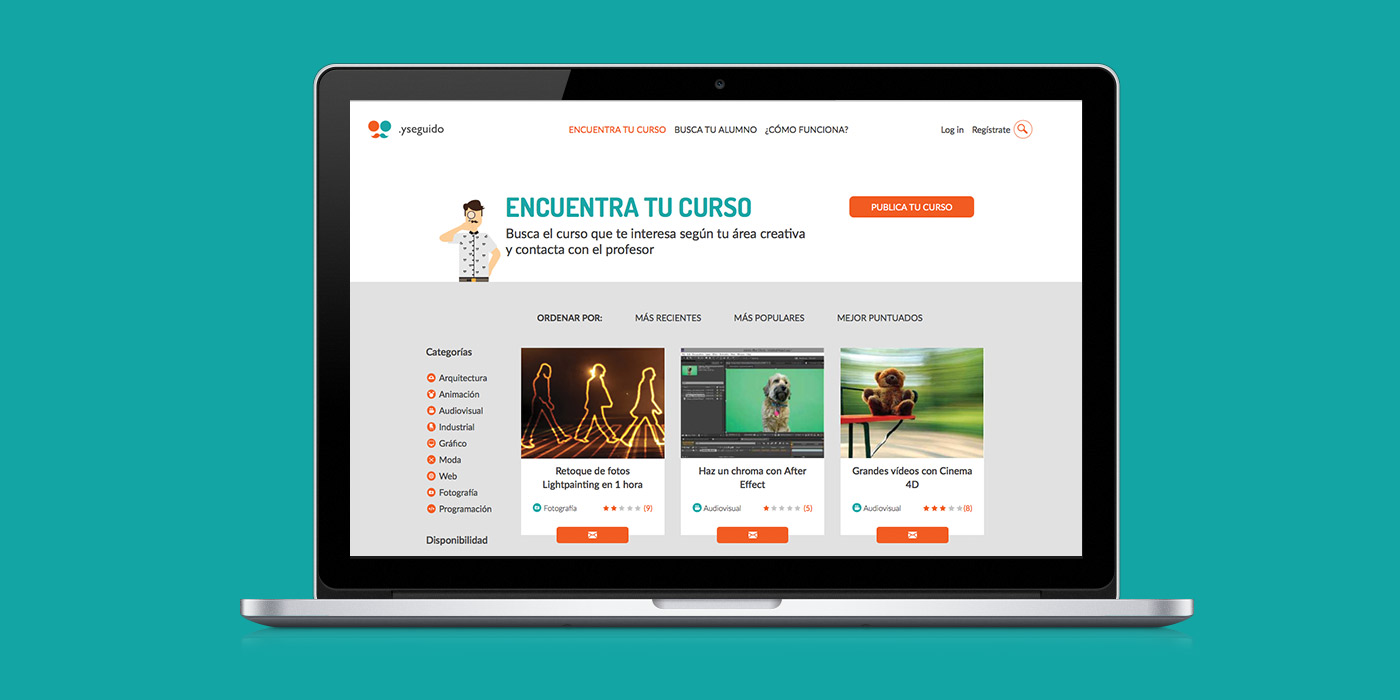 .yseguido
ENCUENTRA TU CURSO BUSCA TU ALUMNO ¿CÓMO FUNCIONA?
Log in Regístrate
ENCUENTRA TU CURSO
Busca el curso que te interesa según tu área creativa
y contacta con el profesor
PUBLICA TU CURSO
ORDENAR POR: MÁS RECIENTES MÁS POPULARES MEJOR PUNTUADOS
Categorías
Arquitectura
Animación
Audiovisual
Industrial
Gráfico
Moda
Web
Fotografía
Programación
Disponibilidad
Retoque de fotos
Lightpainting en 1 hora
Fotografía (9)
Haz un chroma con After
Effect
Audiovisual (5)
Grandes vídeos con Cinema
4D
Audiovisual (8)